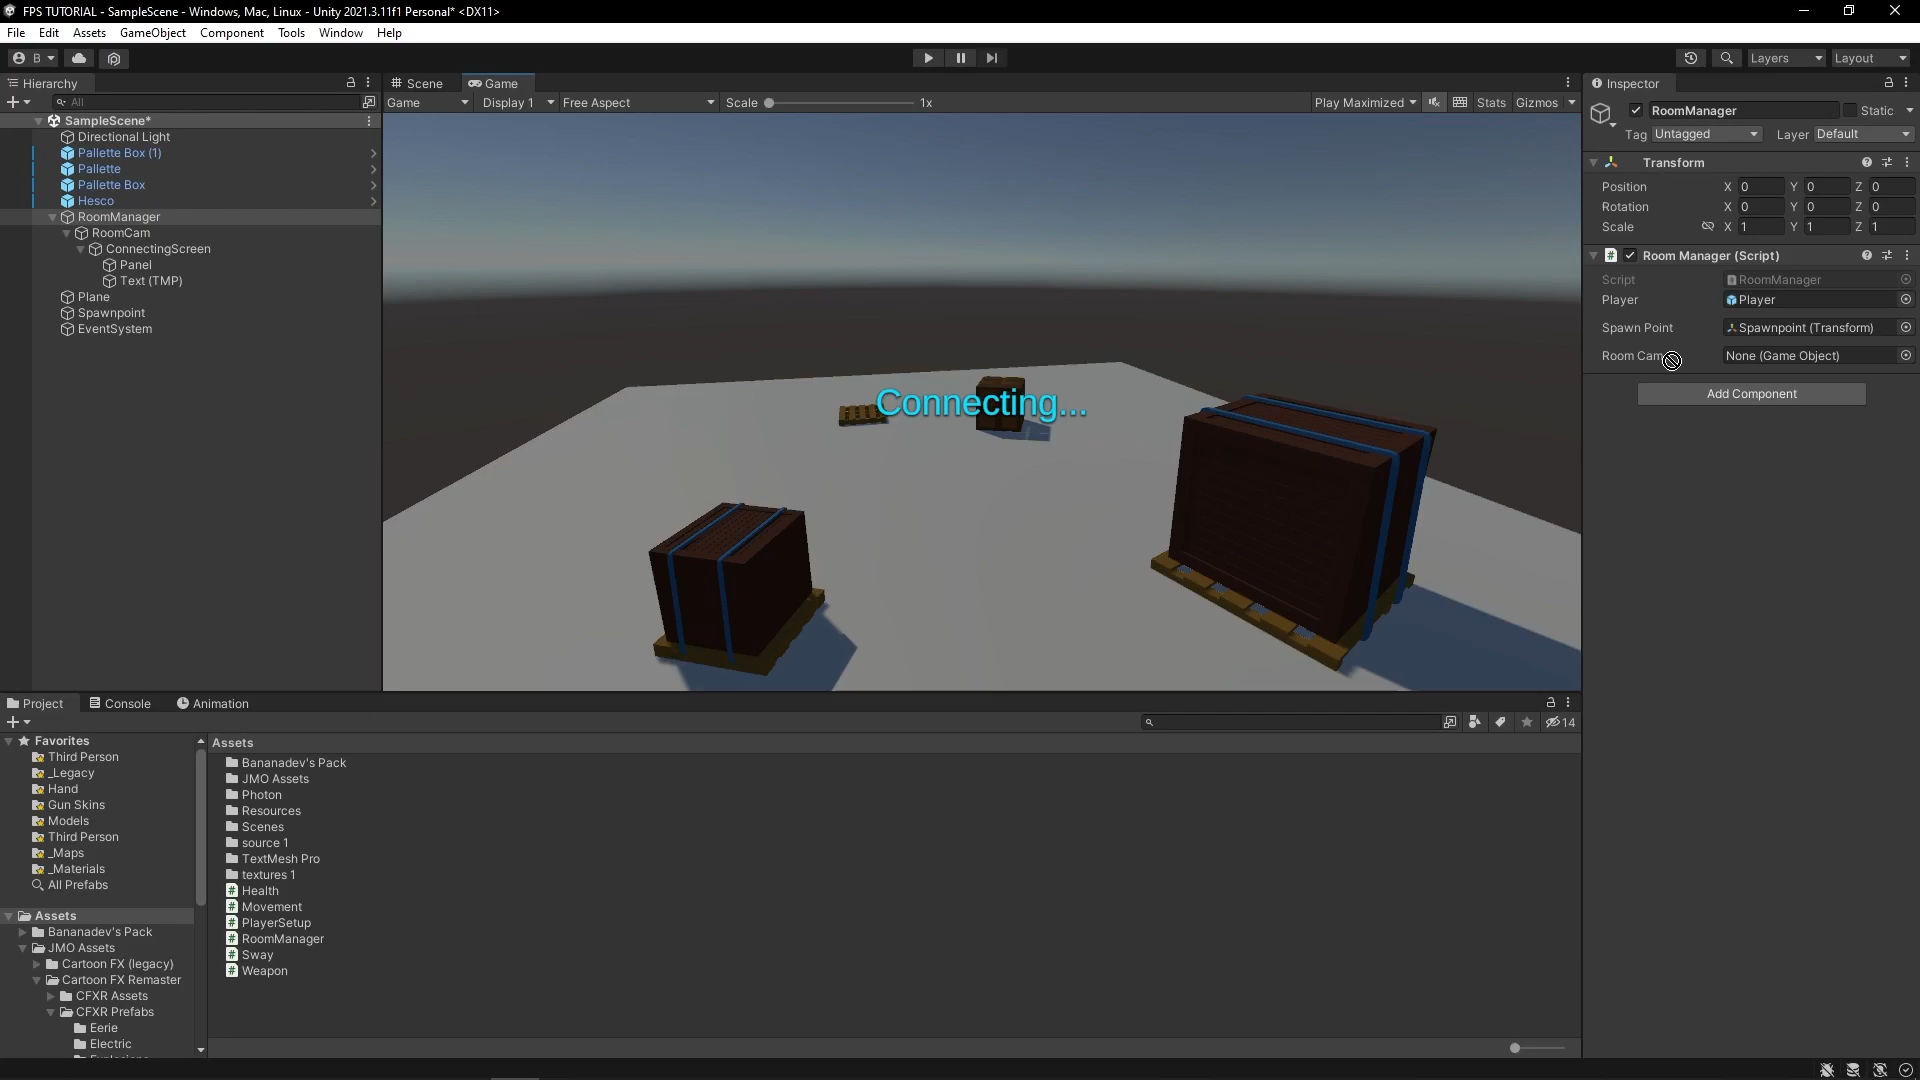 FPS TUTORIAL - SampleScene - Windows, Mac, Linux - Unity 2021.3.11f1 Personal* <DX11>
File Edit Assets GameObject Component Tools Window Help
B Layers Layout
Hierarchy
All
SampleScene*
Directional Light
Pallette Box (1)
Pallette
Pallette Box
Hesco
RoomManager
RoomCam
ConnectingScreen
Panel
Text (TMP)
Plane
Spawnpoint
EventSystem
Scene Game
Game Display 1 Free Aspect Scale 1x Play Maximized Stats Gizmos
Connecting...
Inspector
RoomManager Static
Tag Untagged Layer Default
Transform
Position X 0 Y 0 Z 0
Rotation X 0 Y 0 Z 0
Scale X 1 Y 1 Z 1
# Room Manager (Script)
Script RoomManager
Player Player
Spawn Point Spawnpoint (Transform)
Room Cam None (Game Object)
Add Component
Project Console Animation
14
Favorites
Third Person
_Legacy
Hand
Gun Skins
Models
Third Person
_Maps
_Materials
All Prefabs
Assets
Bananadev's Pack
JMO Assets
Cartoon FX (legacy)
Cartoon FX Remaster
CFXR Assets
CFXR Prefabs
Eerie
Electric
Assets
Bananadev's Pack
JMO Assets
Photon
Resources
Scenes
source 1
TextMesh Pro
textures 1
# Health
# Movement
# PlayerSetup
# RoomManager
# Sway
# Weapon